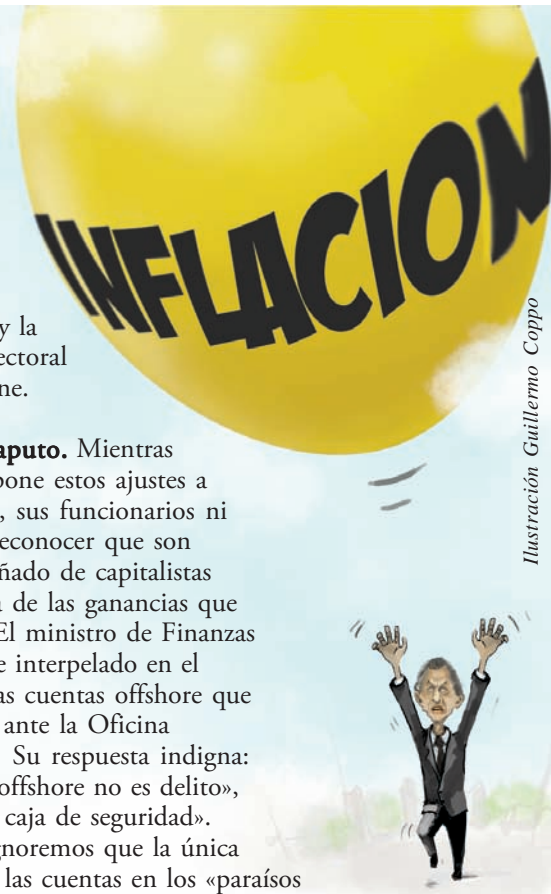 INFLACION
y la
ectoral
ne.
aputo. Mientras
pone estos ajustes a
, sus funcionarios ni
econocer que son
ñado de capitalistas
a de las ganancias que
El ministro de Finanzas
e interpelado en el
as cuentas offshore que
ante la Oficina
Su respuesta indigna:
offshore no es delito»,
caja de seguridad».
gnoremos que la única
las cuentas en los «paraísos
Ilustración Guillermo Coppo